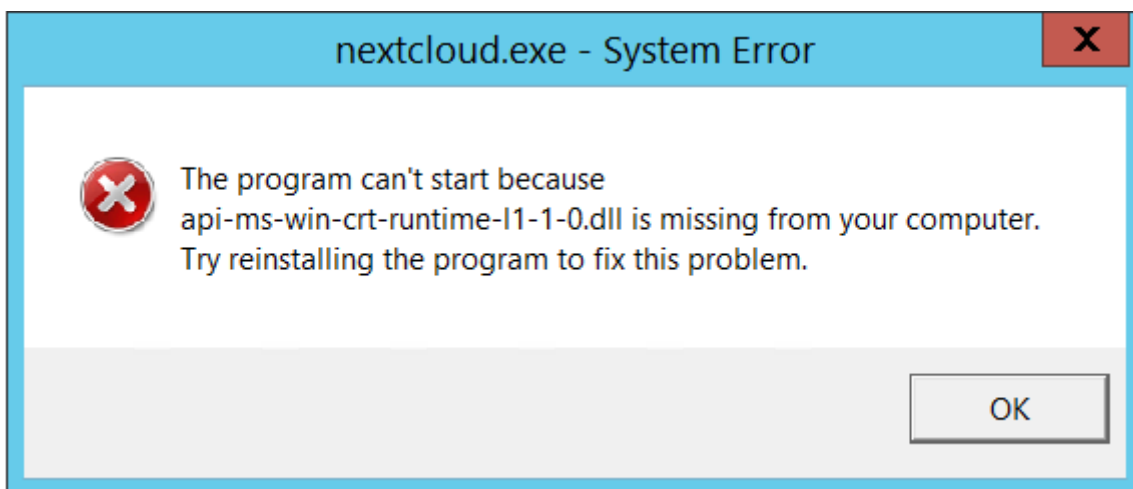 nextcloud.exe - System Error
X
The program can't start because
api-ms-win-crt-runtime-l1-1-0.dll is missing from your computer.
Try reinstalling the program to fix this problem.
OK